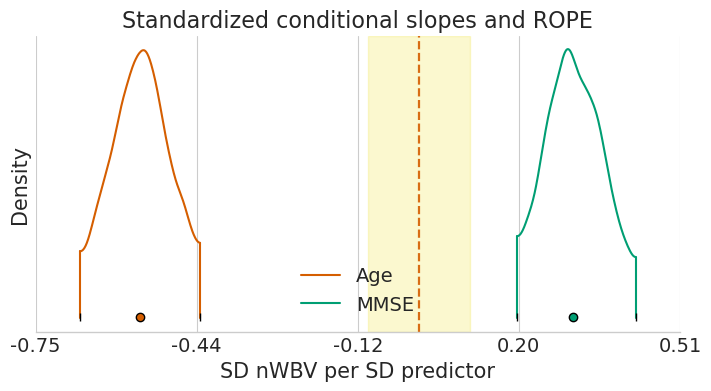 Standardized conditional slopes and ROPE
Density
Age
MMSE
-0.75 -0.44 -0.12 0.20 0.51
SD nWBV per SD predictor